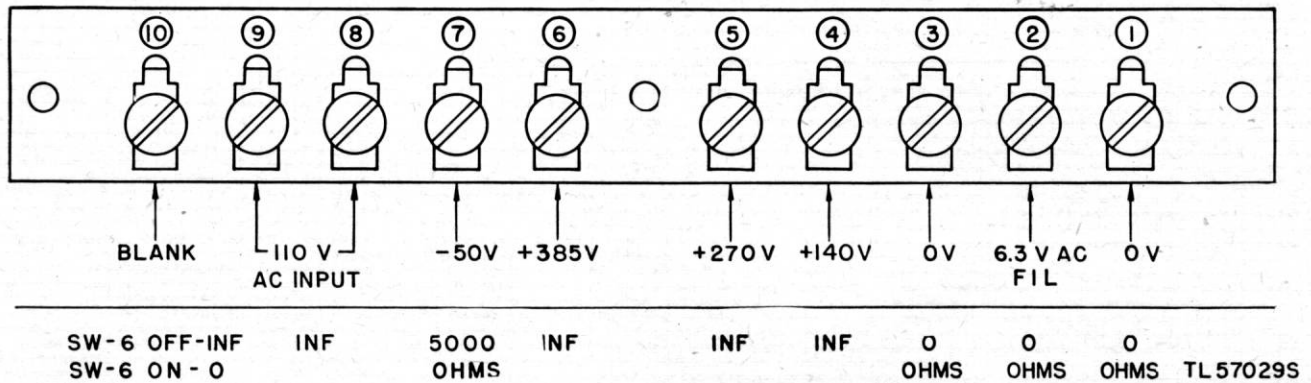 10 9 8 7 6 5 4 3 2 1
BLANK 110 V -50V +385V +270V +140V 0V 6.3 V AC 0V
AC INPUT FIL
SW-6 OFF-INF INF 5000 INF INF INF 0 0 0
SW-6 ON-0 OHMS OHMS OHMS OHMS TL57029S